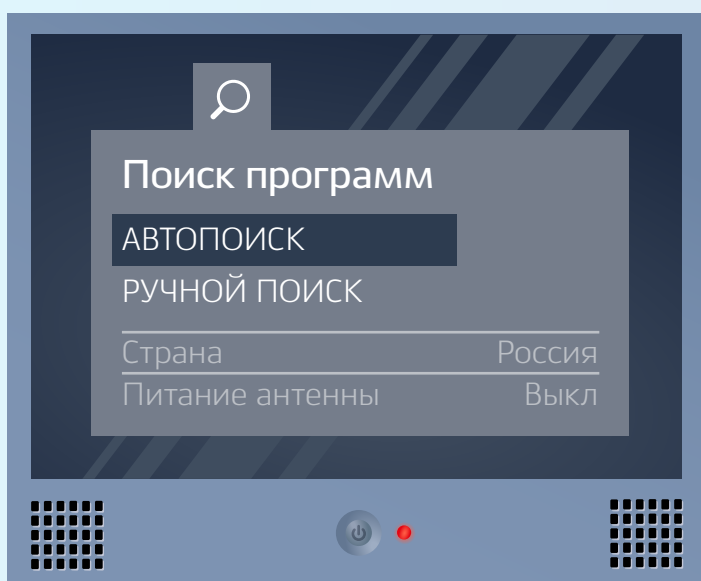 Поиск программ
АВТОПОИСК
РУЧНОЙ ПОИСК
Страна Россия
Питание антенны Выкл